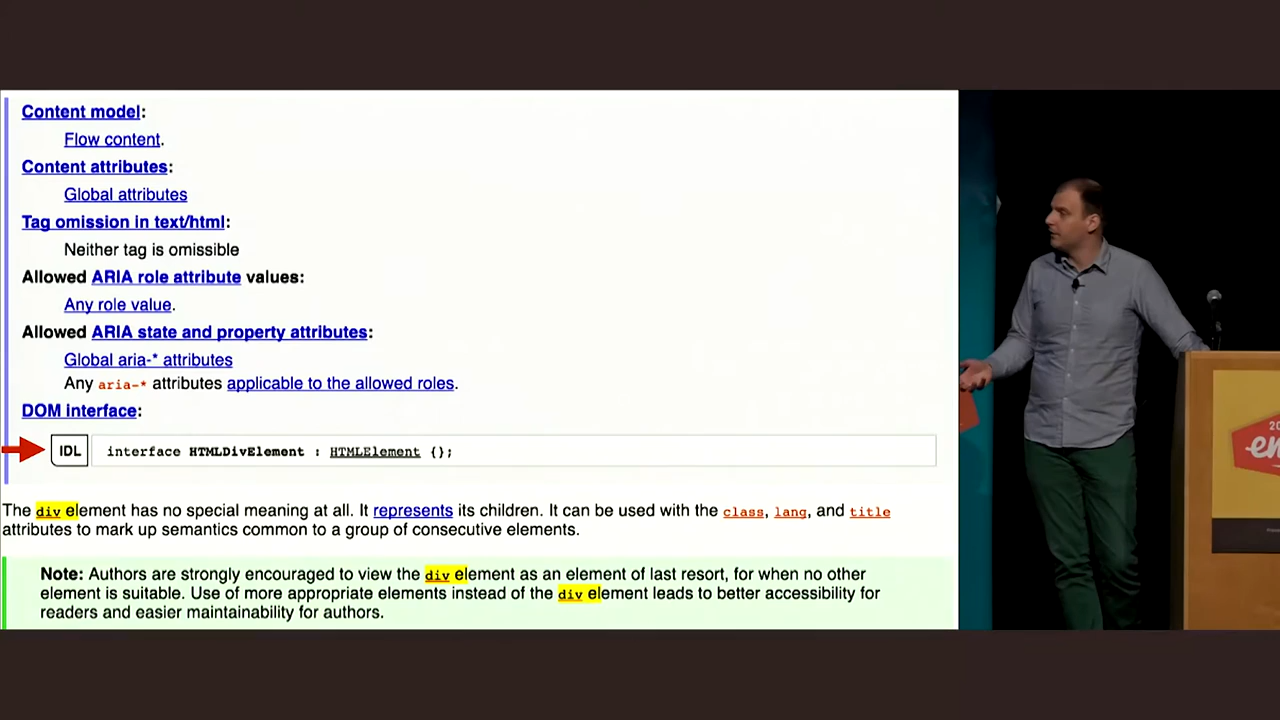 Content model:
Flow content.
Content attributes:
Global attributes
Tag omission in text/html:
Neither tag is omissible
Allowed ARIA role attribute values:
Any role value.
Allowed ARIA state and property attributes:
Global aria-* attributes
Any aria-* attributes applicable to the allowed roles.
DOM interface:
IDL interface HTMLDivElement : HTMLElement {};
The div element has no special meaning at all. It represents its children. It can be used with the class, lang, and title
attributes to mark up semantics common to a group of consecutive elements.
Note: Authors are strongly encouraged to view the div element as an element of last resort, for when no other
element is suitable. Use of more appropriate elements instead of the div element leads to better accessibility for
readers and easier maintainability for authors.
20
em